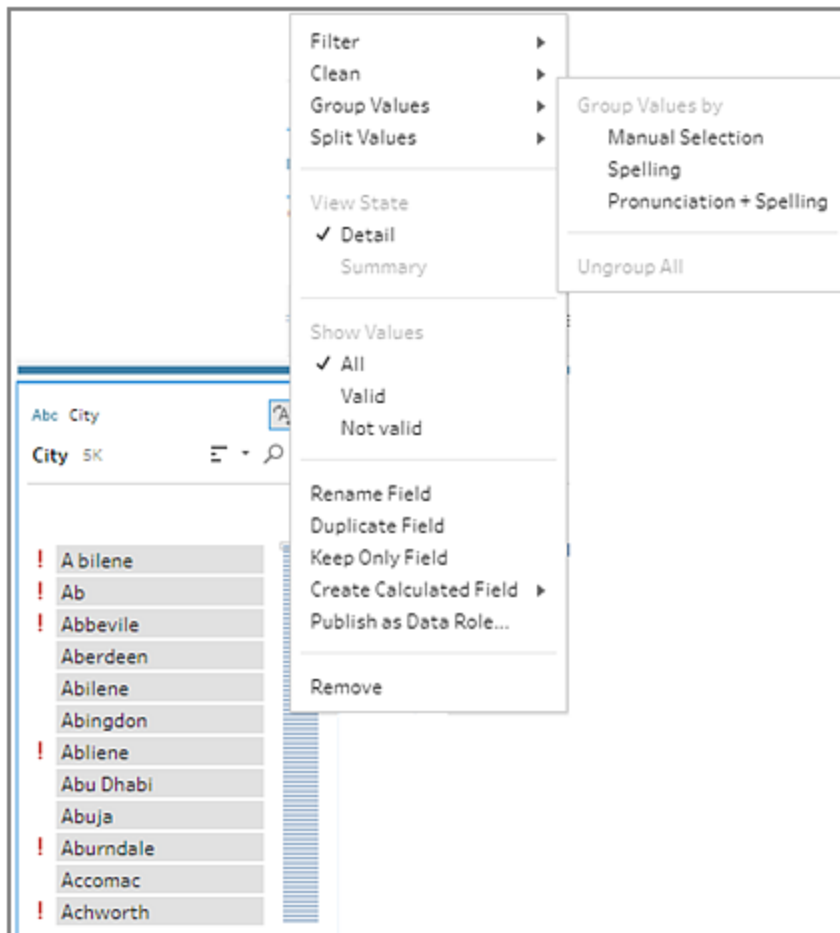 Filter
Clean
Group Values
Split Values
View State
✓ Detail
Summary
Show Values
✓ All
Valid
Not valid
Rename Field
Duplicate Field
Keep Only Field
Create Calculated Field
Publish as Data Role...
Remove
Group Values by
Manual Selection
Spelling
Pronunciation + Spelling
Ungroup All
Abc City
City 5K
! A bilene
! Ab
! Abbevile
Aberdeen
Abilene
Abingdon
! Abliene
Abu Dhabi
Abuja
! Aburndale
Accomac
! Achworth